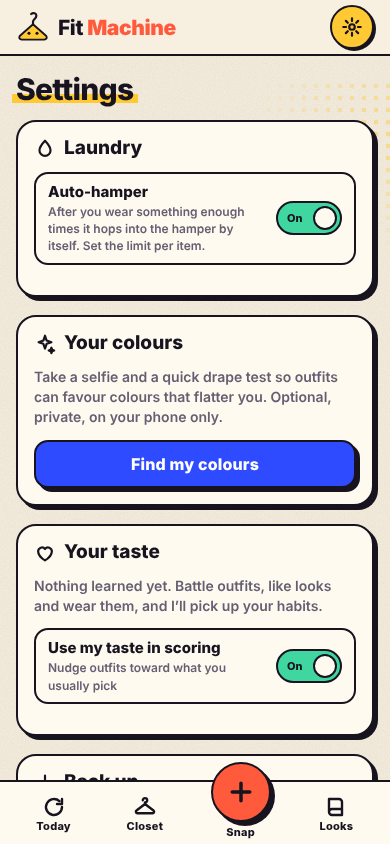 Fit Machine
Settings
Laundry
Auto-hamper
After you wear something enough
times it hops into the hamper by
itself. Set the limit per item.
On
Your colours
Take a selfie and a quick drape test so outfits
can favour colours that flatter you. Optional,
private, on your phone only.
Find my colours
Your taste
Nothing learned yet. Battle outfits, like looks
and wear them, and I'll pick up your habits.
Use my taste in scoring
Nudge outfits toward what you
usually pick
On
Back up
Today
Closet
Snap
Looks